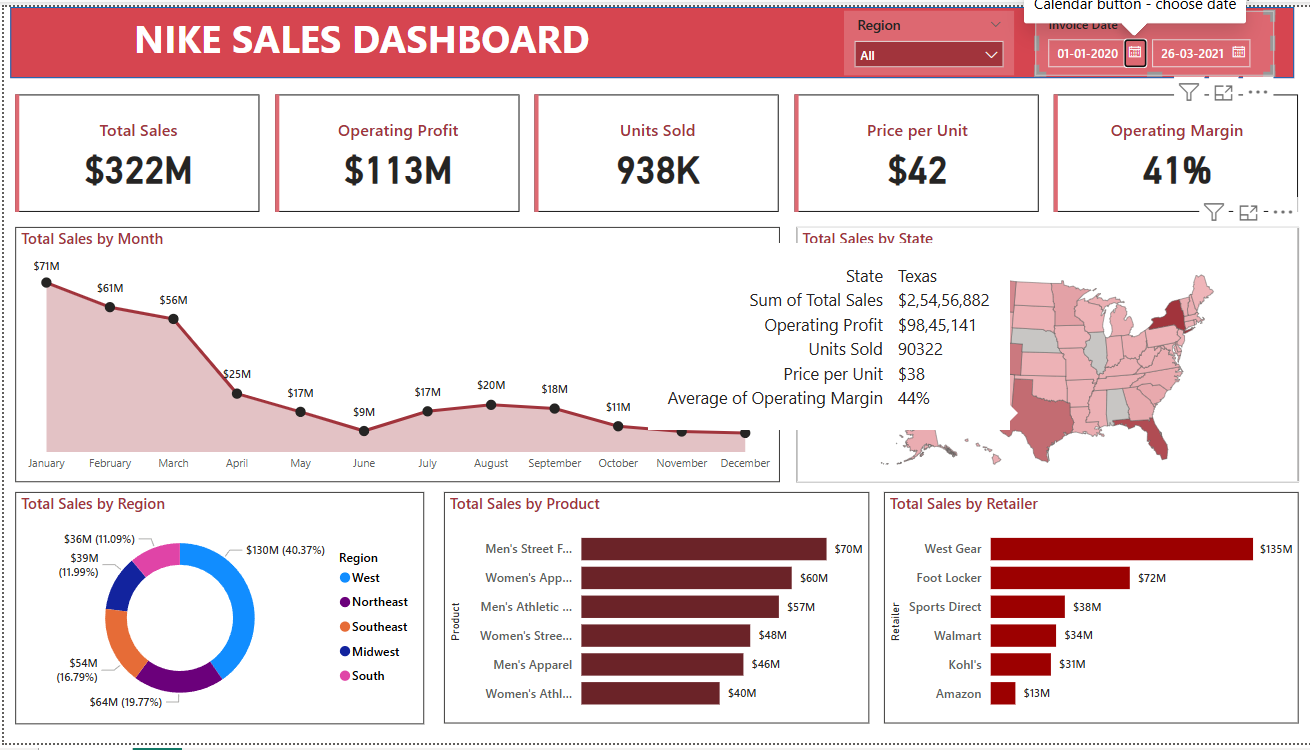 Calendar button - choose date
NIKE SALES DASHBOARD
Region
All
Invoice Date
01-01-2020
26-03-2021
Total Sales
$322M
Operating Profit
$113M
Units Sold
938K
Price per Unit
$42
Operating Margin
41%
Total Sales by Month
$71M
$61M
$56M
$25M
$17M
$9M
$17M
$20M
$18M
$11M
January February March April May June July August September October November December
Total Sales by State
State Texas
Sum of Total Sales $2,54,56,882
Operating Profit $98,45,141
Units Sold 90322
Price per Unit $38
Average of Operating Margin 44%
Total Sales by Region
$36M (11.09%)
$39M
(11.99%)
$54M
(16.79%)
$64M (19.77%)
$130M (40.37%)
Region
West
Northeast
Southeast
Midwest
South
Total Sales by Product
Product
Men's Street F... $70M
Women's App... $60M
Men's Athletic ... $57M
Women's Stree... $48M
Men's Apparel $46M
Women's Athl... $40M
Total Sales by Retailer
Retailer
West Gear $135M
Foot Locker $72M
Sports Direct $38M
Walmart $34M
Kohl's $31M
Amazon $13M